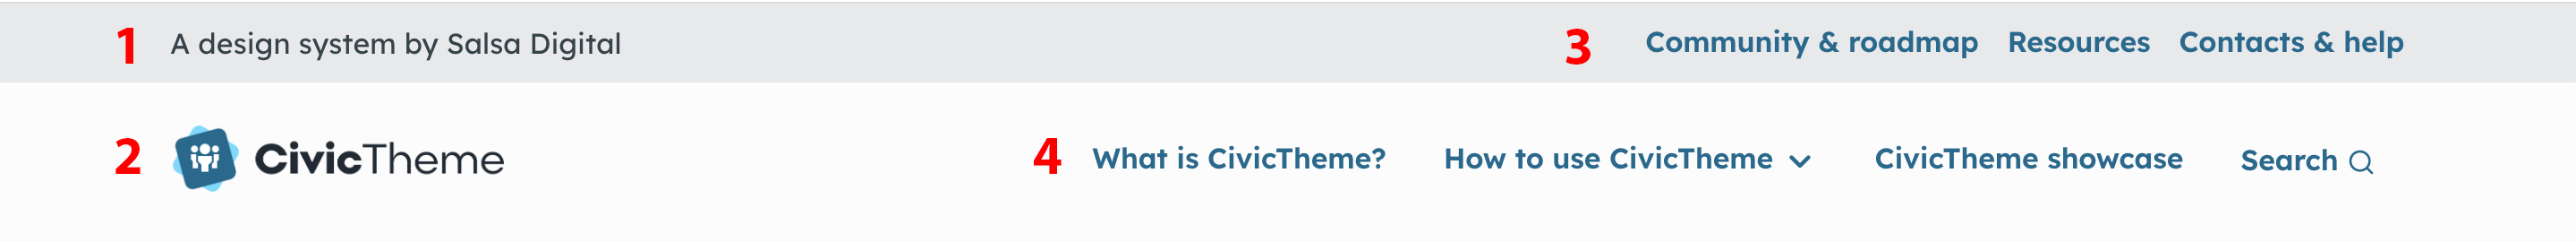 1 A design system by Salsa Digital
3 Community & roadmap Resources Contacts & help
2 CivicTheme
4 What is CivicTheme? How to use CivicTheme CivicTheme showcase Search